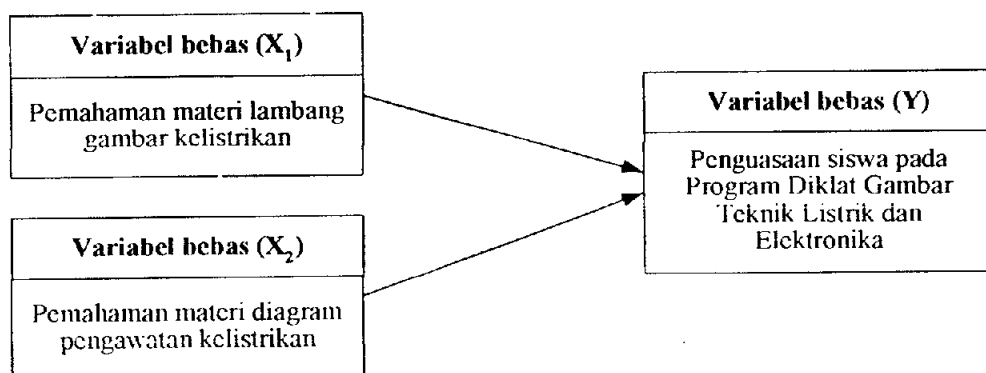 Variabel bebas (X₁)
Pemahaman materi lambang
gambar kelistrikan
Variabel bebas (X₂)
Pemahaman materi diagram
pengawatan kelistrikan
Variabel bebas (Y)
Penguasaan siswa pada
Program Diklat Gambar
Teknik Listrik dan
Elektronika